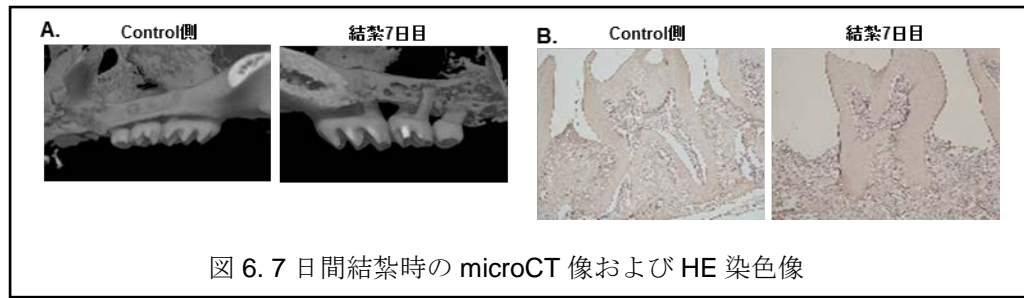 A.
Control側
結紮7日目
B.
Control側
結紮7日目
図 6. 7 日間結紮時の microCT 像および HE 染色像